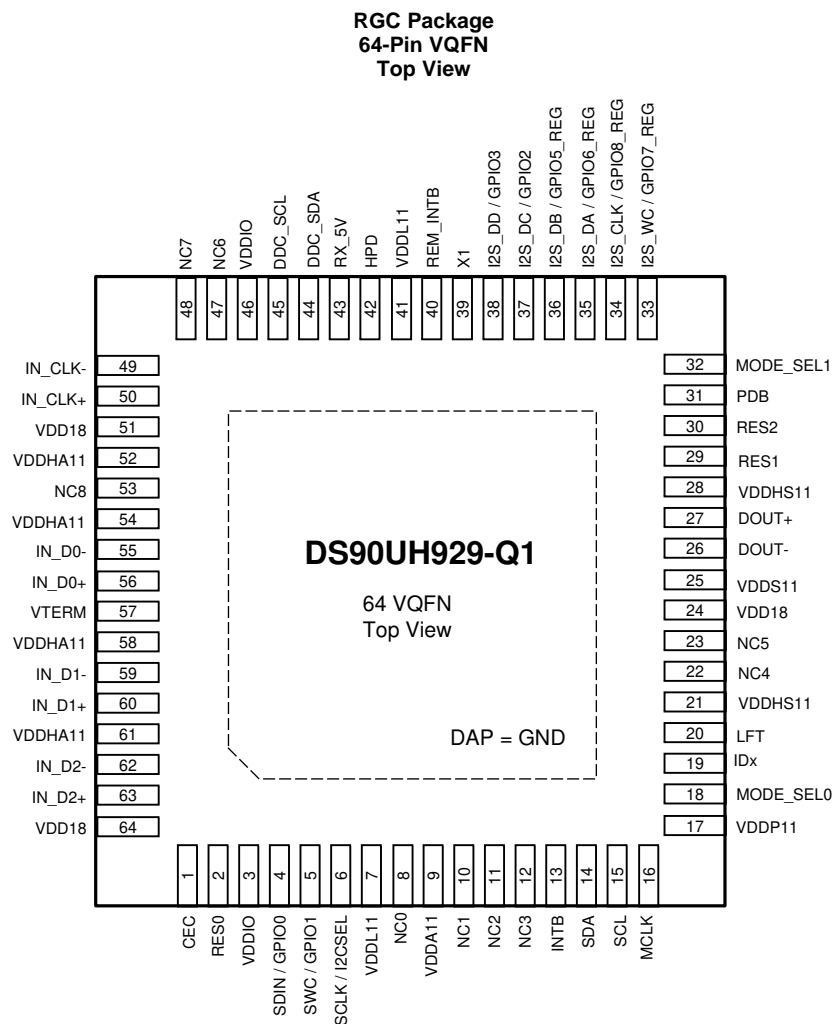 RGC Package
64-Pin VQFN
Top View
NC7
NC6
VDDIO
DDC_SCL
DDC_SDA
RX_5V
HPD
VDDL11
REM_INTB
X1
I2S_DD / GPIO3
I2S_DC / GPIO2
I2S_DB / GPIO5_REG
I2S_DA / GPIO6_REG
I2S_CLK / GPIO8_REG
I2S_WC / GPIO7_REG
48
47
46
45
44
43
42
41
40
39
38
37
36
35
34
33
IN_CLK- 49
IN_CLK+ 50
VDD18 51
VDDHA11 52
NC8 53
VDDHA11 54
IN_D0- 55
IN_D0+ 56
VTERM 57
VDDHA11 58
IN_D1- 59
IN_D1+ 60
VDDHA11 61
IN_D2- 62
IN_D2+ 63
VDD18 64
DS90UH929-Q1
64 VQFN
Top View
DAP = GND
32 MODE_SEL1
31 PDB
30 RES2
29 RES1
28 VDDHS11
27 DOUT+
26 DOUT-
25 VDDS11
24 VDD18
23 NC5
22 NC4
21 VDDHS11
20 LFT
19 IDx
18 MODE_SEL0
17 VDDP11
1
2
3
4
5
6
7
8
9
10
11
12
13
14
15
16
CEC
RES0
VDDIO
SDIN / GPIO0
SWC / GPIO1
SCLK / I2CSEL
VDDL11
NC0
VDDA11
NC1
NC2
NC3
INTB
SDA
SCL
MCLK